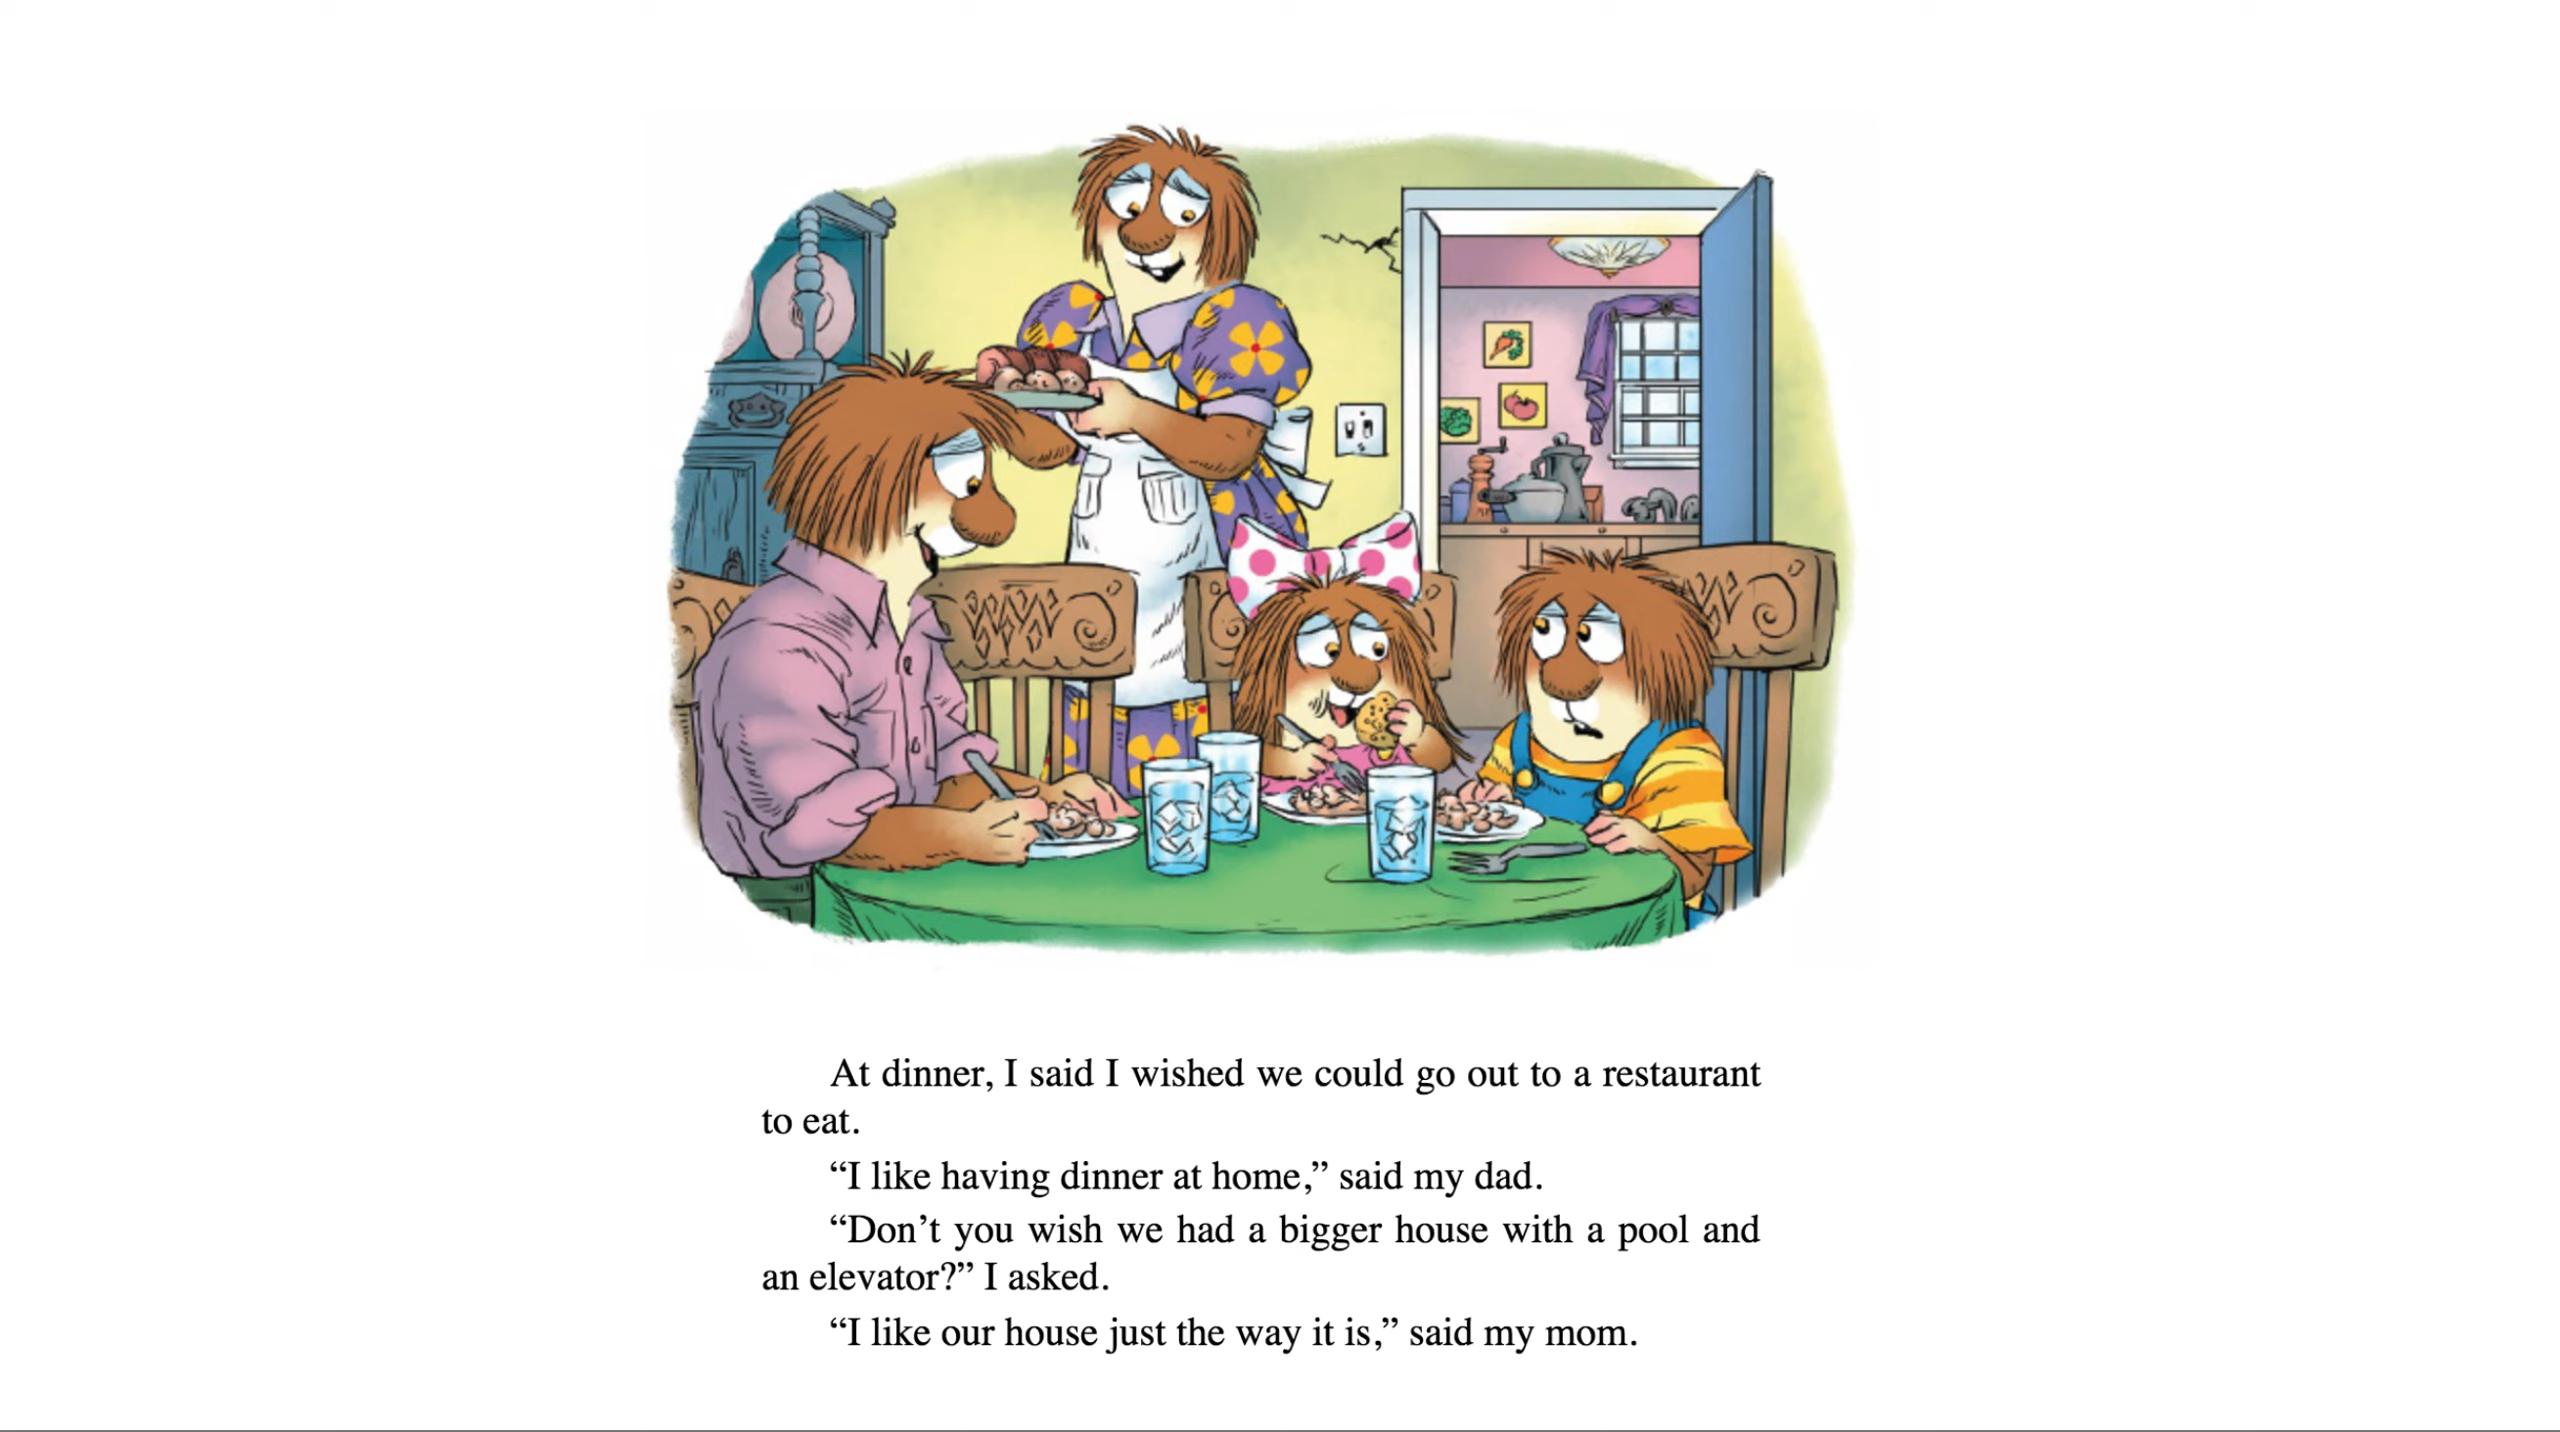 At dinner, I said I wished we could go out to a restaurant
to eat.
“I like having dinner at home,” said my dad.
“Don’t you wish we had a bigger house with a pool and
an elevator?” I asked.
“I like our house just the way it is,” said my mom.